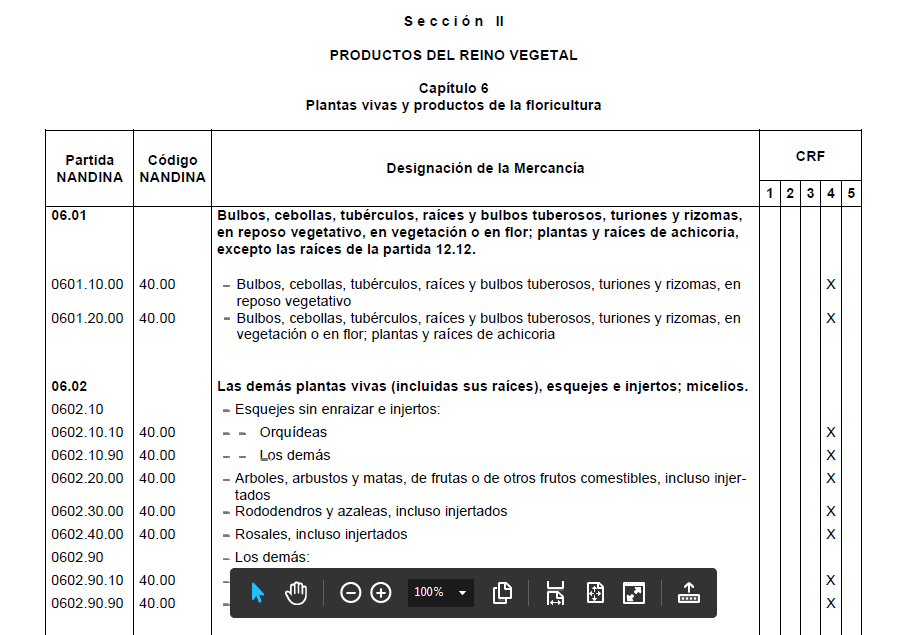 Sección II
PRODUCTOS DEL REINO VEGETAL
Capítulo 6
Plantas vivas y productos de la floricultura
Partida NANDINA Código NANDINA Designación de la Mercancía CRF
1 2 3 4 5
06.01 Bulbos, cebollas, tubérculos, raíces y bulbos tuberosos, turiones y rizomas,
en reposo vegetativo, en vegetación o en flor; plantas y raíces de achicoria,
excepto las raíces de la partida 12.12.
0601.10.00 40.00 – Bulbos, cebollas, tubérculos, raíces y bulbos tuberosos, turiones y rizomas, en X
reposo vegetativo
0601.20.00 40.00 – Bulbos, cebollas, tubérculos, raíces y bulbos tuberosos, turiones y rizomas, en X
vegetación o en flor; plantas y raíces de achicoria
06.02 Las demás plantas vivas (incluidas sus raíces), esquejes e injertos; micelios.
0602.10 – Esquejes sin enraizar e injertos:
0602.10.10 40.00 – – Orquídeas X
0602.10.90 40.00 – – Los demás X
0602.20.00 40.00 – Arboles, arbustos y matas, de frutas o de otros frutos comestibles, incluso injer- X
tados
0602.30.00 40.00 – Rododendros y azaleas, incluso injertados X
0602.40.00 40.00 – Rosales, incluso injertados X
0602.90 – Los demás:
0602.90.10 40.00 – X
0602.90.90 40.00 – X
100%